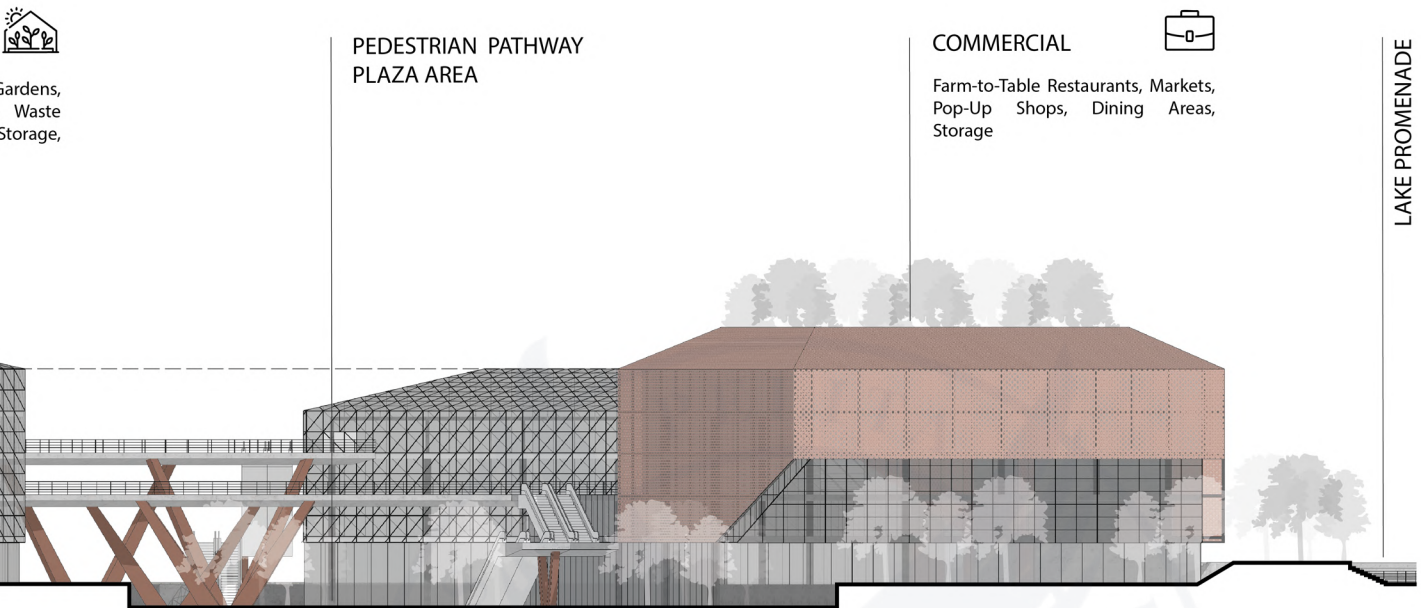 Gardens,
Waste
Storage,
PEDESTRIAN PATHWAY
PLAZA AREA
COMMERCIAL
Farm-to-Table Restaurants, Markets,
Pop-Up Shops, Dining Areas,
Storage
LAKE PROMENADE